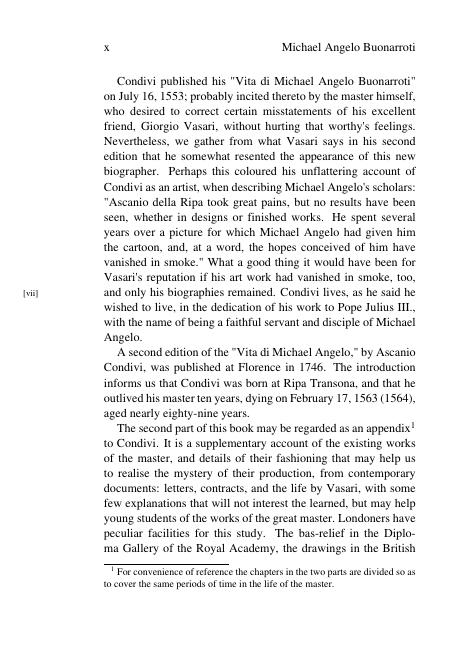 x Michael Angelo Buonarroti
Condivi published his "Vita di Michael Angelo Buonarroti"
on July 16, 1553; probably incited thereto by the master himself,
who desired to correct certain misstatements of his excellent
friend, Giorgio Vasari, without hurting that worthy's feelings.
Nevertheless, we gather from what Vasari says in his second
edition that he somewhat resented the appearance of this new
biographer. Perhaps this coloured his unflattering account of
Condivi as an artist, when describing Michael Angelo's scholars:
"Ascanio della Ripa took great pains, but no results have been
seen, whether in designs or finished works. He spent several
years over a picture for which Michael Angelo had given him
the cartoon, and, at a word, the hopes conceived of him have
vanished in smoke." What a good thing it would have been for
Vasari's reputation if his art work had vanished in smoke, too,
[vii] and only his biographies remained. Condivi lives, as he said he
wished to live, in the dedication of his work to Pope Julius III.,
with the name of being a faithful servant and disciple of Michael
Angelo.
A second edition of the "Vita di Michael Angelo," by Ascanio
Condivi, was published at Florence in 1746. The introduction
informs us that Condivi was born at Ripa Transona, and that he
outlived his master ten years, dying on February 17, 1563 (1564),
aged nearly eighty-nine years.
The second part of this book may be regarded as an appendix1
to Condivi. It is a supplementary account of the existing works
of the master, and details of their fashioning that may help us
to realise the mystery of their production, from contemporary
documents: letters, contracts, and the life by Vasari, with some
few explanations that will not interest the learned, but may help
young students of the works of the great master. Londoners have
peculiar facilities for this study. The bas-relief in the Diplo-
ma Gallery of the Royal Academy, the drawings in the British
1 For convenience of reference the chapters in the two parts are divided so as
to cover the same periods of time in the life of the master.